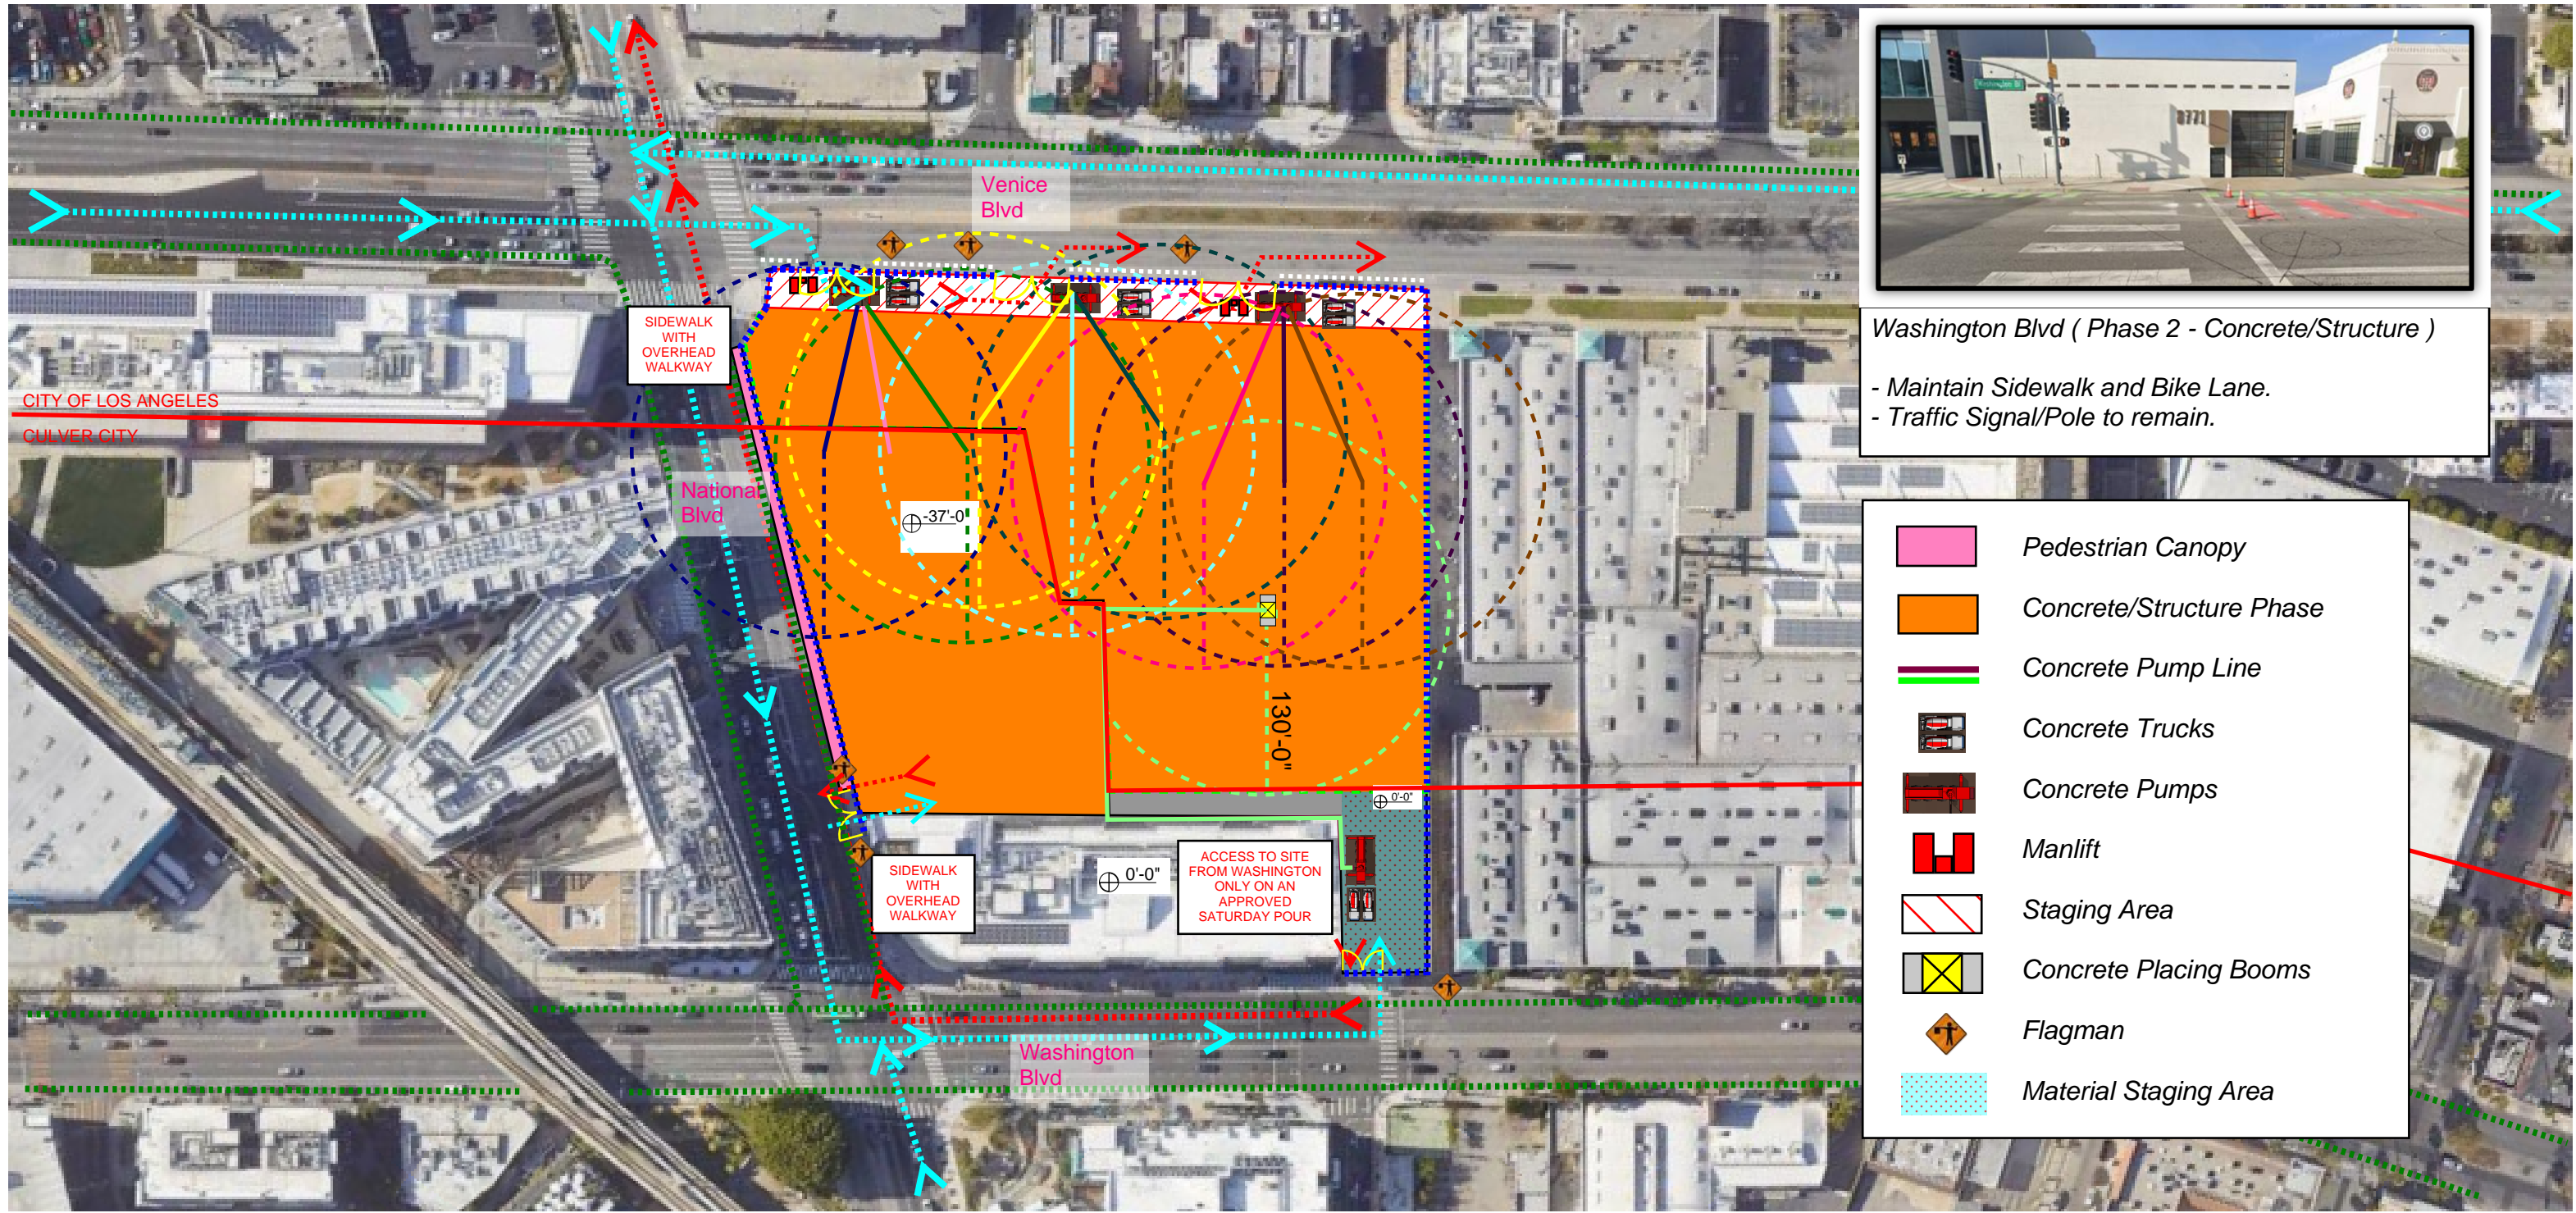 Venice
Blvd
SIDEWALK
WITH
OVERHEAD
WALKWAY
CITY OF LOS ANGELES
CULVER CITY
National
Blvd
-37'-0
130'-0"
0'-0"
SIDEWALK
WITH
OVERHEAD
WALKWAY
0'-0"
ACCESS TO SITE
FROM WASHINGTON
ONLY ON AN
APPROVED
SATURDAY POUR
Washington
Blvd
8771
Washington Blvd ( Phase 2 - Concrete/Structure )
- Maintain Sidewalk and Bike Lane.
- Traffic Signal/Pole to remain.
Pedestrian Canopy
Concrete/Structure Phase
Concrete Pump Line
Concrete Trucks
Concrete Pumps
Manlift
Staging Area
Concrete Placing Booms
Flagman
Material Staging Area